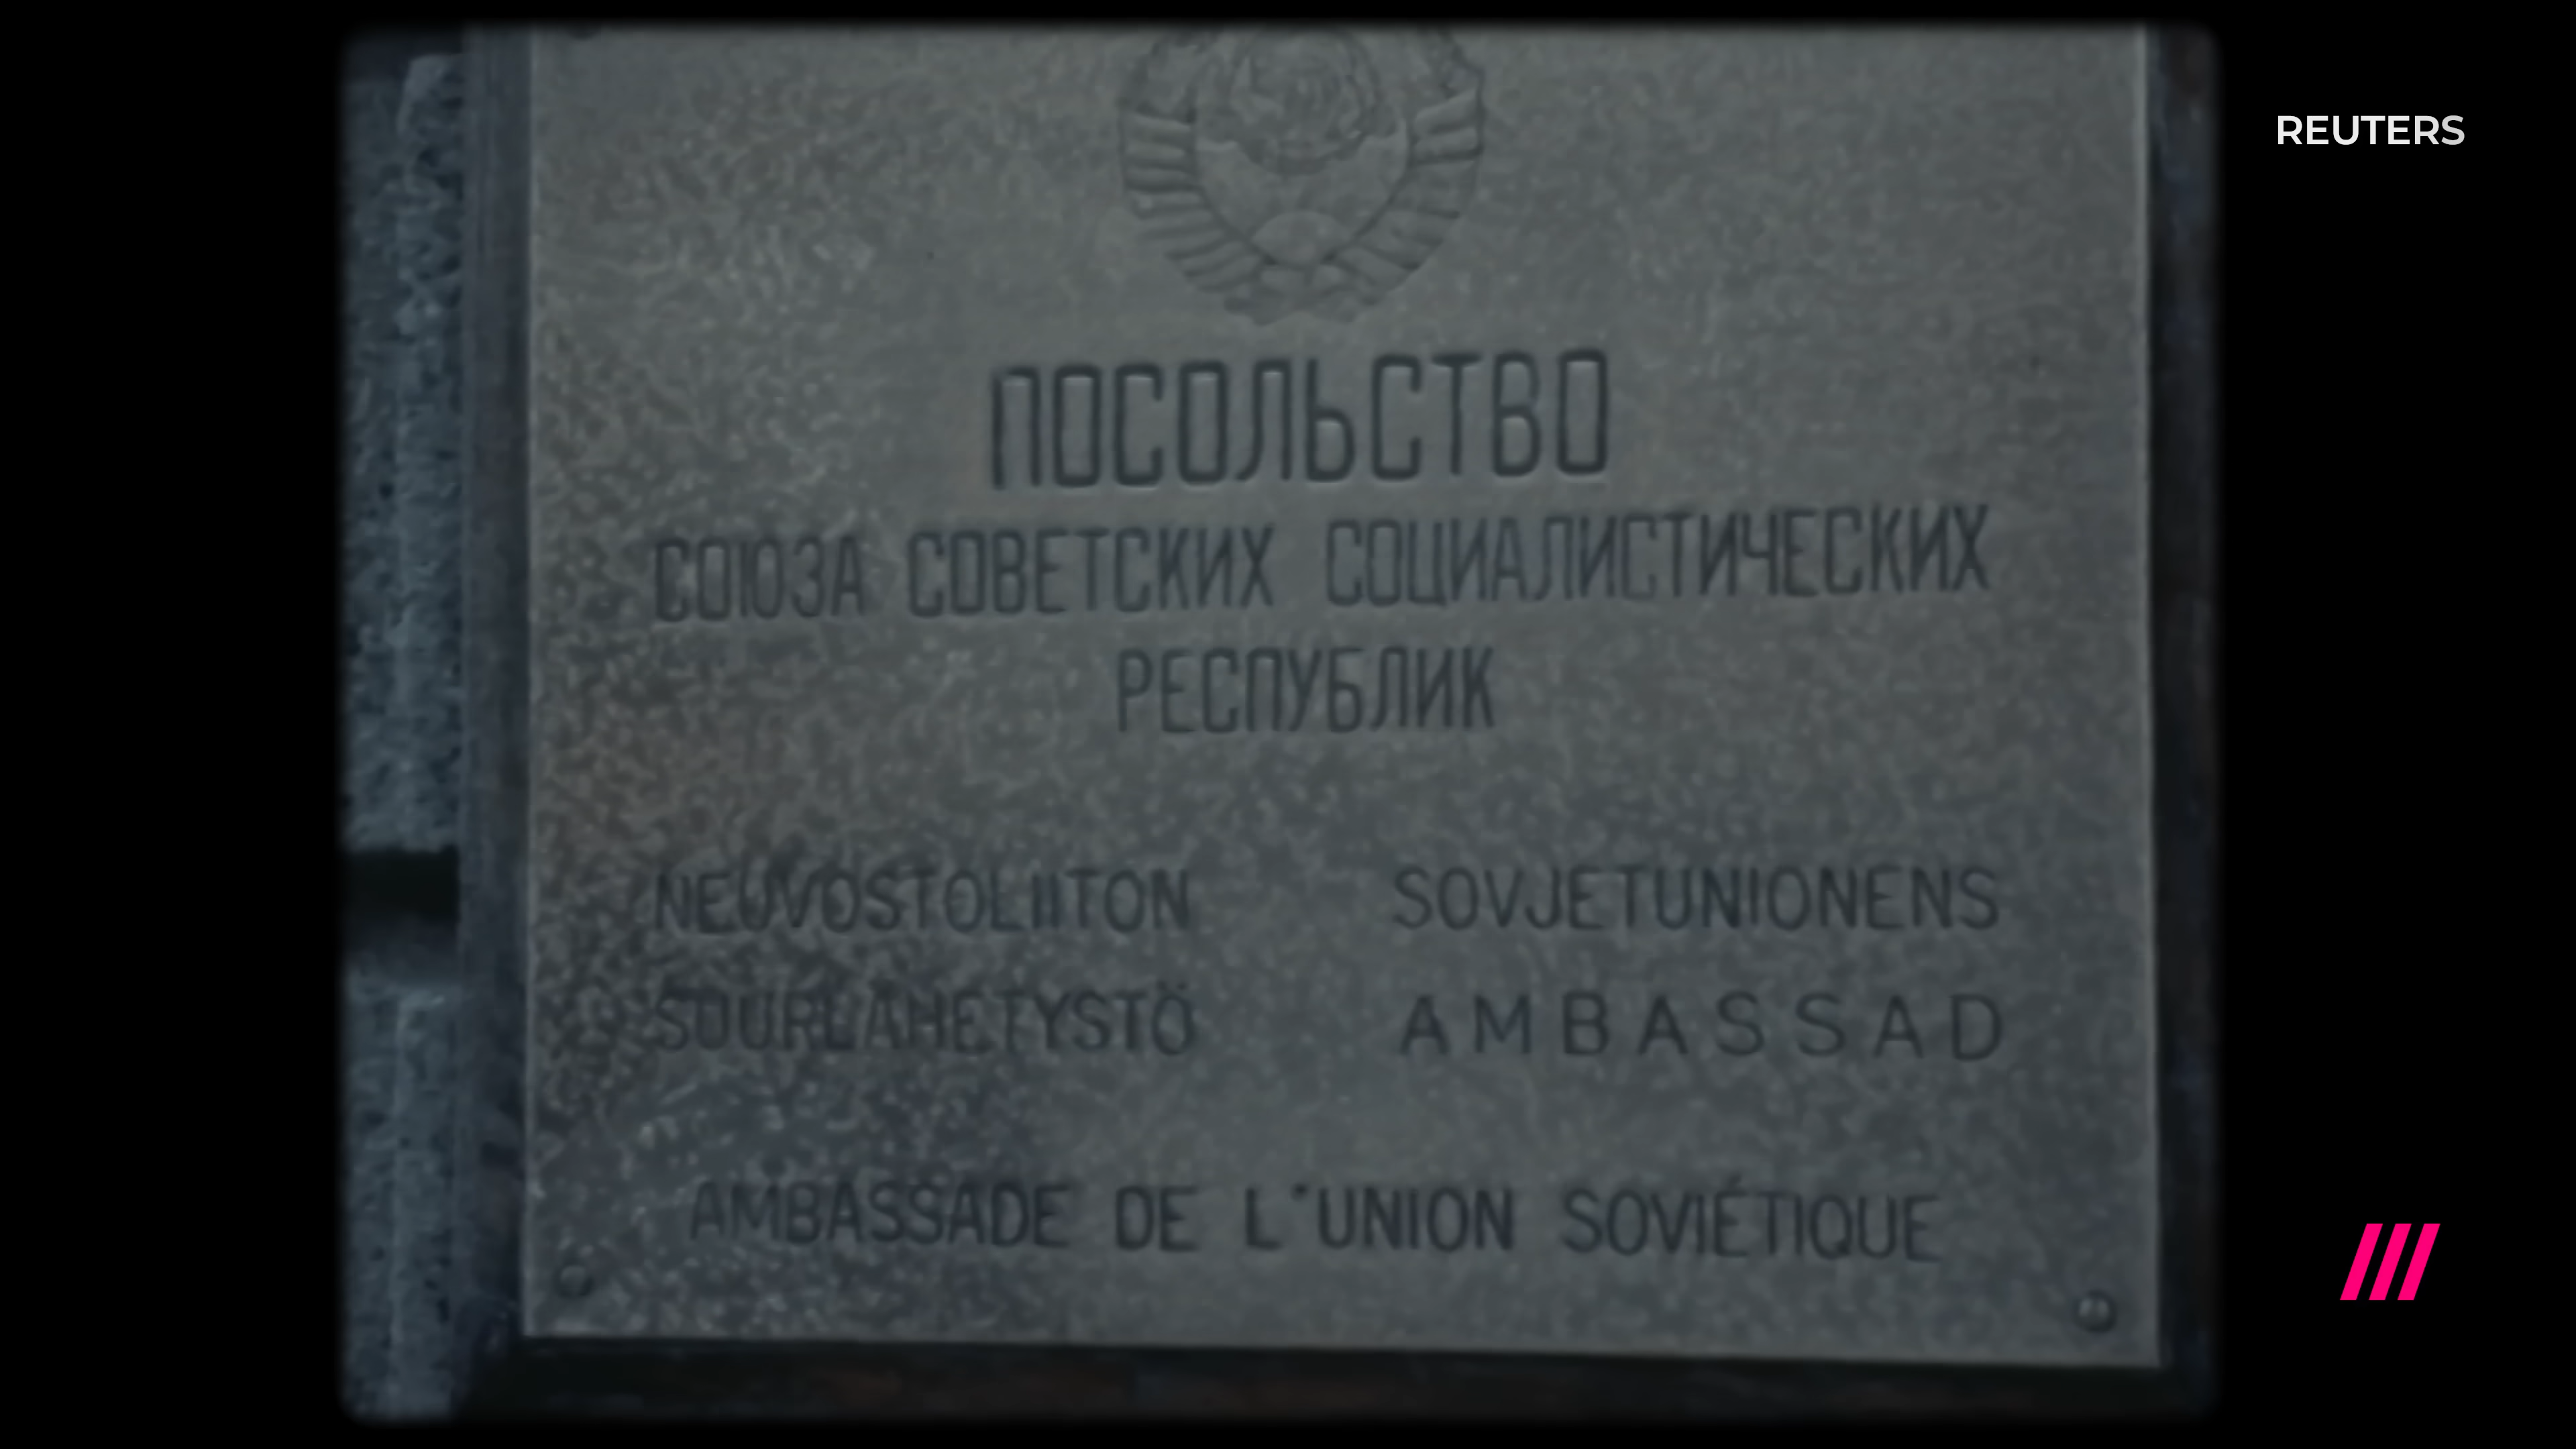 REUTERS
ПОСОЛЬСТВО
СОЮЗА СОВЕТСКИХ СОЦИАЛИСТИЧЕСКИХ
РЕСПУБЛИК
NEUVOSTOLIITON SOVJETUNIONENS
SUURLÄHETYSTÖ AMBASSAD
AMBASSADE DE L'UNION SOVIÉTIQUE